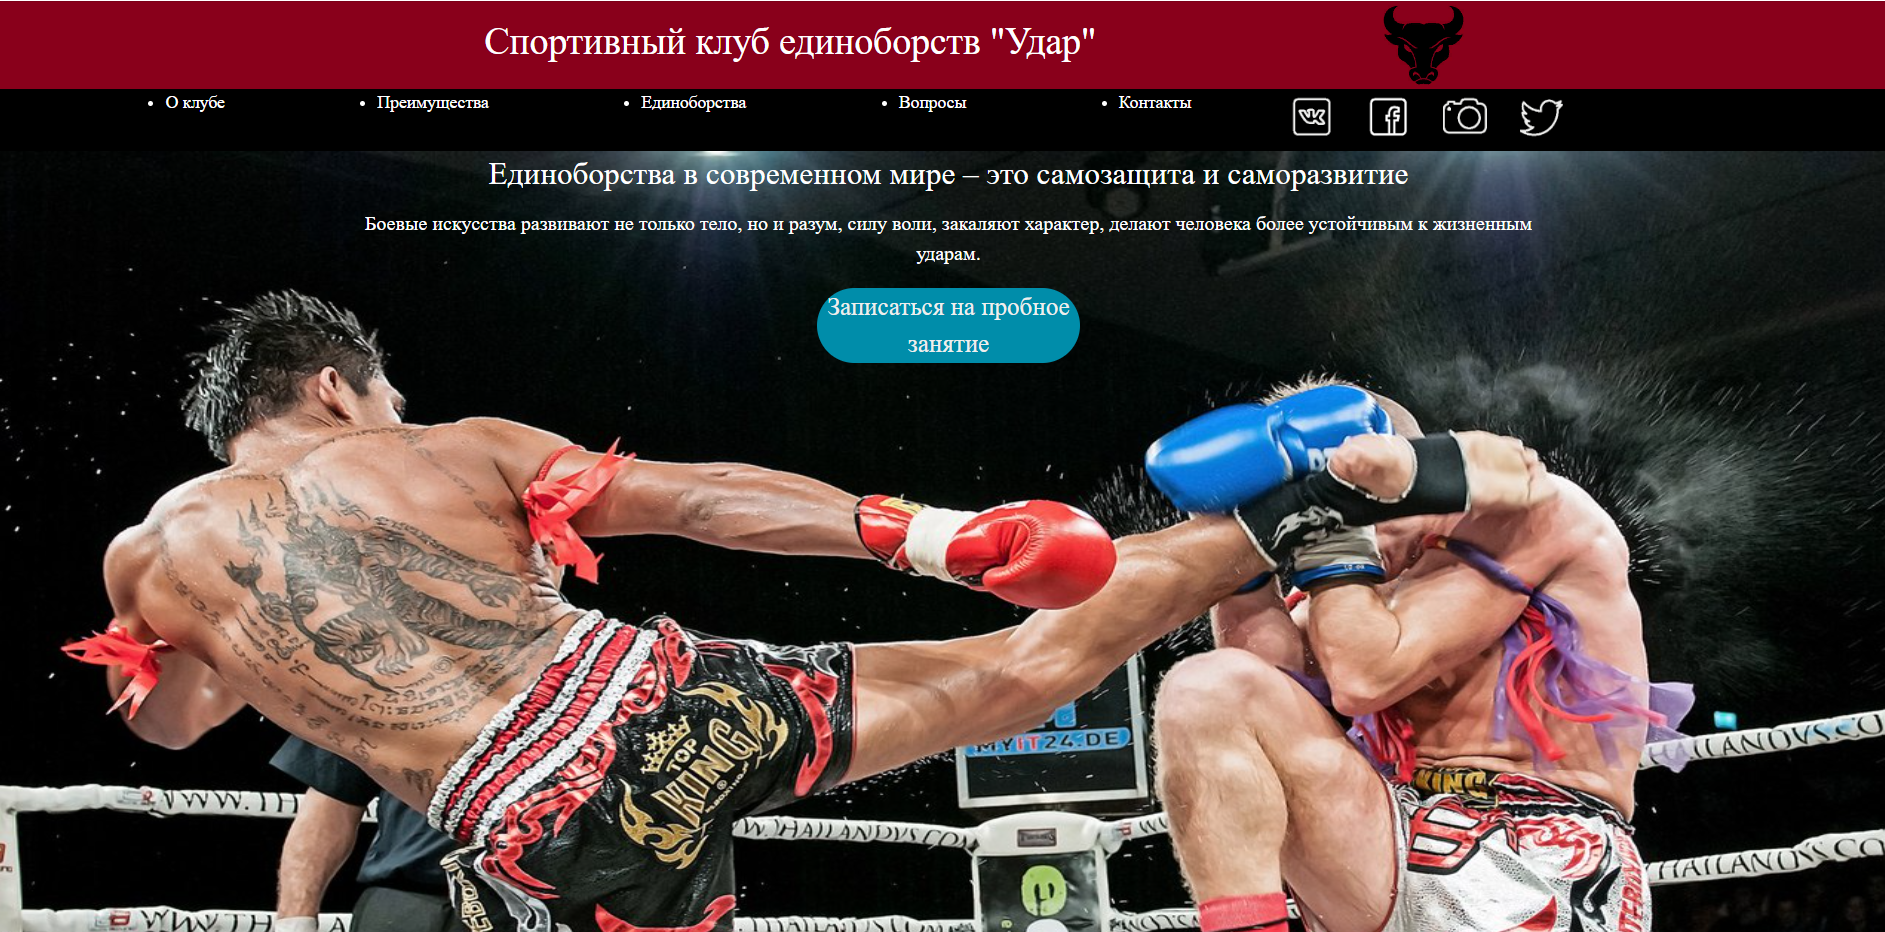 Спортивный клуб единоборств "Удар"
О клубе
Преимущества
Единоборства
Вопросы
Контакты
Единоборства в современном мире – это самозащита и саморазвитие
Боевые искусства развивают не только тело, но и разум, силу воли, закаляют характер, делают человека более устойчивым к жизненным
ударам.
Записаться на пробное
занятие
MYIT24.DE
TOP
KING
KING